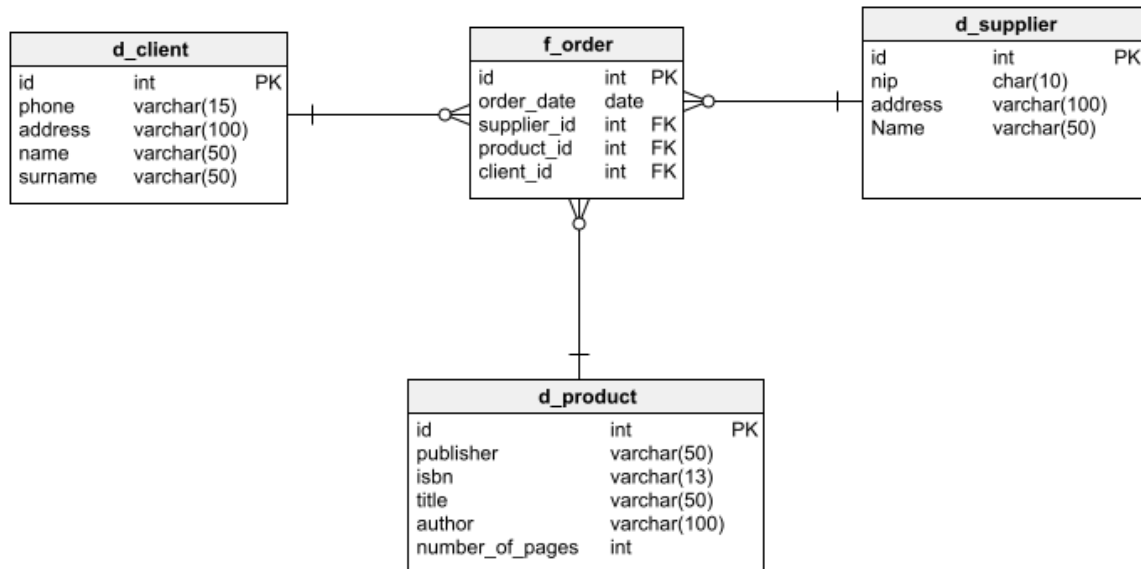 d_client
id int PK
phone varchar(15)
address varchar(100)
name varchar(50)
surname varchar(50)
f_order
id int PK
order_date date
supplier_id int FK
product_id int FK
client_id int FK
d_supplier
id int PK
nip char(10)
address varchar(100)
Name varchar(50)
d_product
id int PK
publisher varchar(50)
isbn varchar(13)
title varchar(50)
author varchar(100)
number_of_pages int